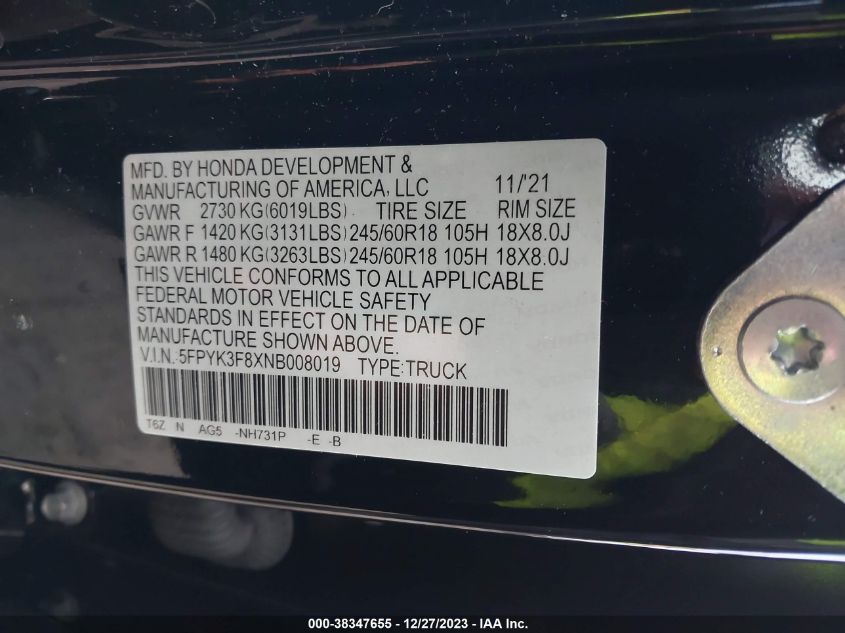 MFD. BY HONDA DEVELOPMENT &
MANUFACTURING OF AMERICA, LLC 11/'21
GVWR 2730 KG(6019LBS) TIRE SIZE RIM SIZE
GAWR F 1420 KG(3131LBS) 245/60R18 105H 18X8.0J
GAWR R 1480 KG(3263LBS) 245/60R18 105H 18X8.0J
THIS VEHICLE CONFORMS TO ALL APPLICABLE
FEDERAL MOTOR VEHICLE SAFETY
STANDARDS IN EFFECT ON THE DATE OF
MANUFACTURE SHOWN ABOVE.
V.I.N.:5FPYK3F8XNB008019 TYPE:TRUCK
T6Z N AG5 -NH731P -E -B
000-38347655 - 12/27/2023 - IAA Inc.